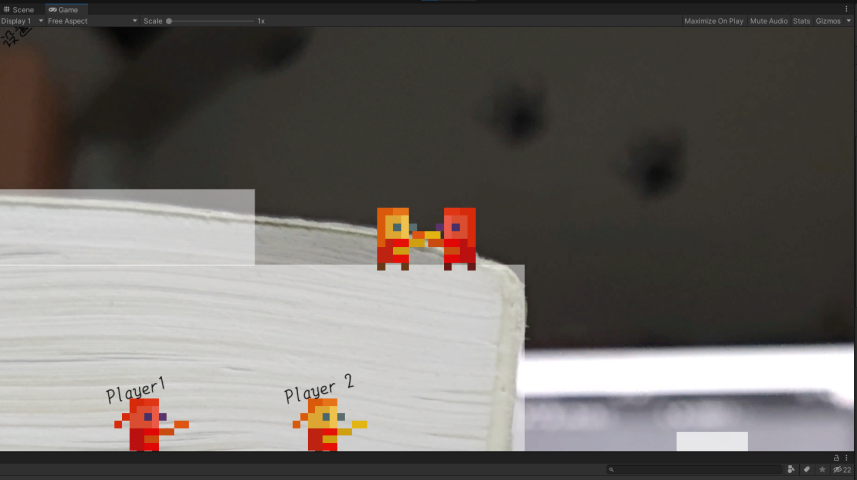 Scene Game
Display 1 Free Aspect Scale 1x Maximize On Play Mute Audio Stats Gizmos
Player1
Player 2
22